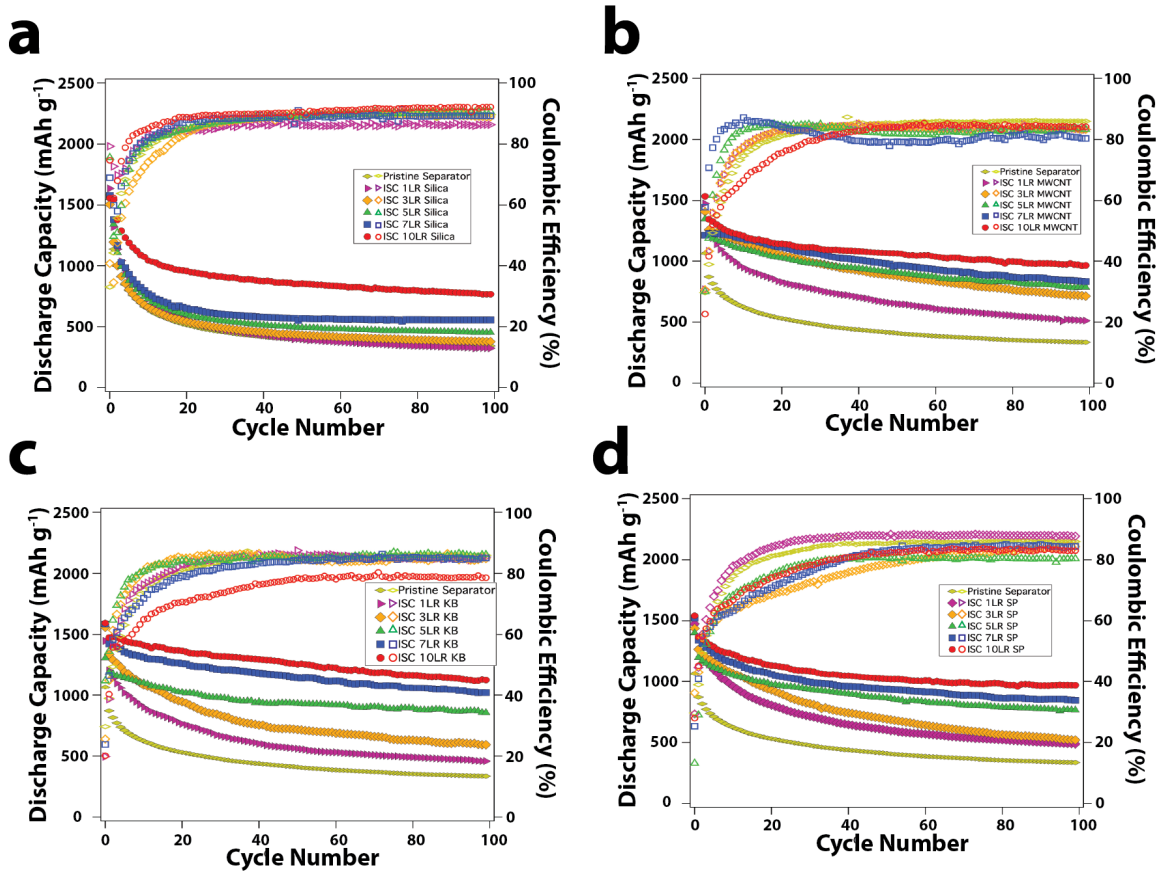 a
Discharge Capacity (mAh g-1)
2500
2000
1500
1000
500
0
0
20
40
60
80
100
Cycle Number
100
80
60
40
20
0
Coulombic Efficiency (%)
Pristine Separator
ISC 1LR Silica
ISC 3LR Silica
ISC 5LR Silica
ISC 7LR Silica
ISC 10LR Silica
b
Discharge Capacity (mAh g-1)
2500
2000
1500
1000
500
0
0
20
40
60
80
100
Cycle Number
100
80
60
40
20
0
Coulombic Efficiency (%)
Pristine Separator
ISC 1LR MWCNT
ISC 3LR MWCNT
ISC 5LR MWCNT
ISC 7LR MWCNT
ISC 10LR MWCNT
c
Discharge Capacity (mAh g-1)
2500
2000
1500
1000
500
0
0
20
40
60
80
100
Cycle Number
100
80
60
40
20
0
Coulombic Efficiency (%)
Pristine Separator
ISC 1LR KB
ISC 3LR KB
ISC 5LR KB
ISC 7LR KB
ISC 10LR KB
d
Discharge Capacity (mAh g-1)
2500
2000
1500
1000
500
0
0
20
40
60
80
100
Cycle Number
100
80
60
40
20
0
Coulombic Efficiency (%)
Pristine Separator
ISC 1LR SP
ISC 3LR SP
ISC 5LR SP
ISC 7LR SP
ISC 10LR SP